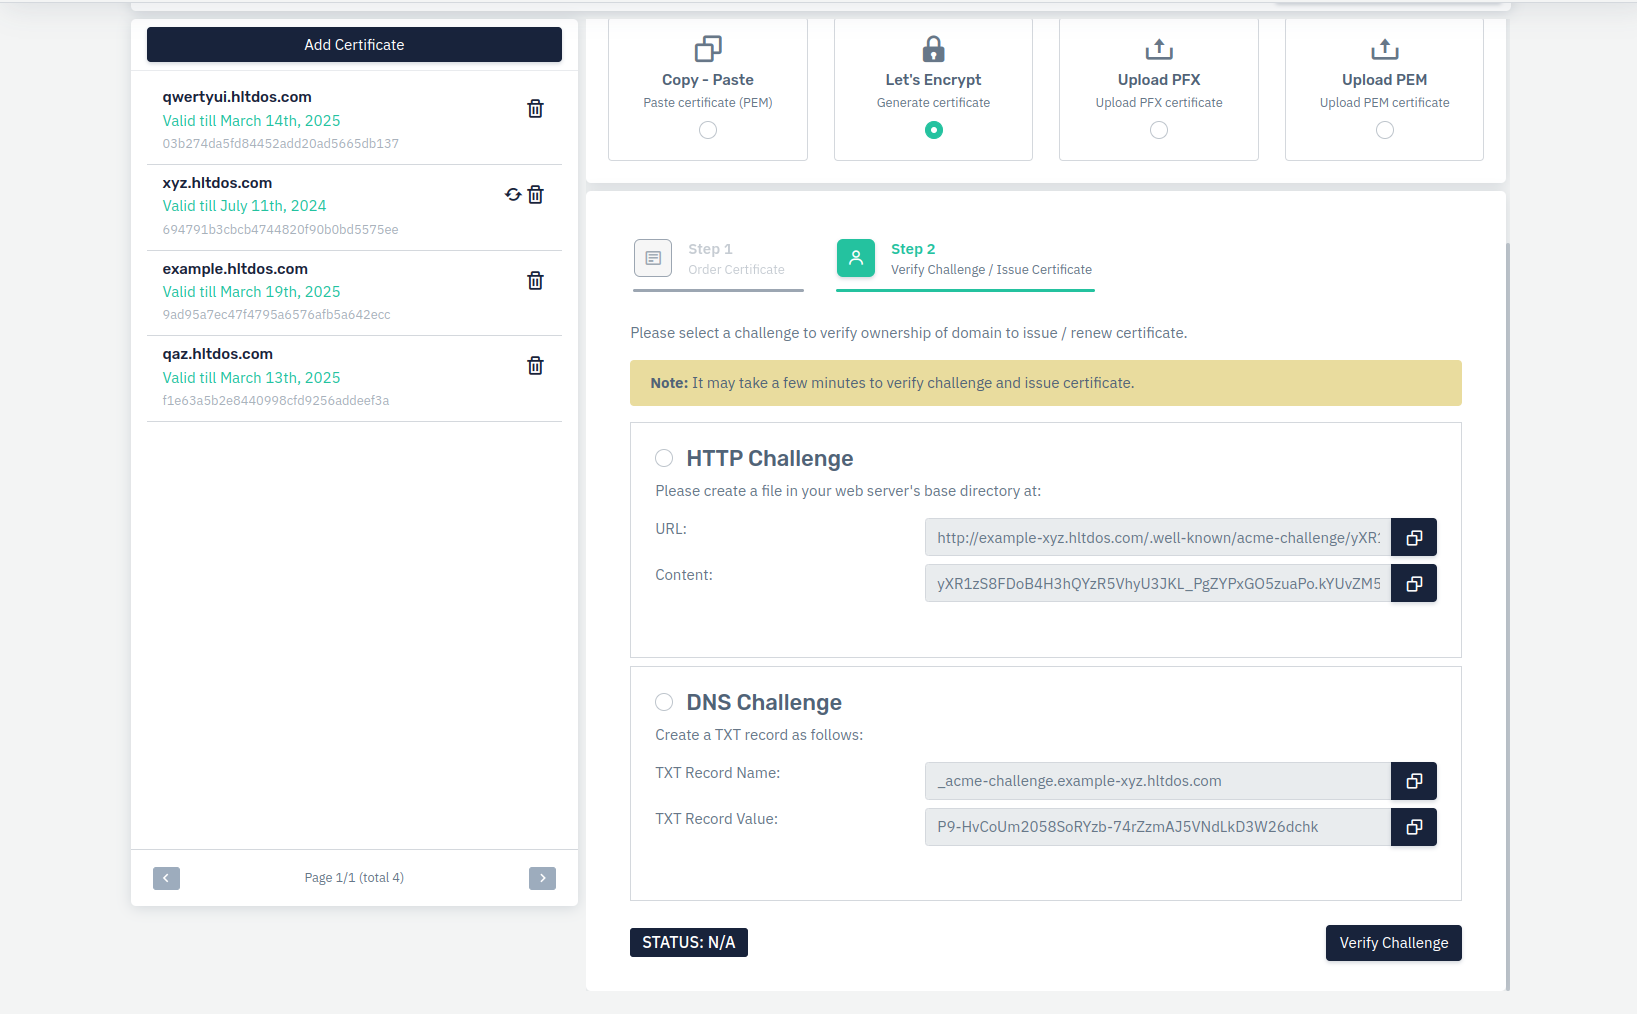 Add Certificate
qwertyui.hltdos.com
Valid till March 14th, 2025
03b274da5fd84452add20ad5665db137
xyz.hltdos.com
Valid till July 11th, 2024
694791b3cbcb4744820f90b0bd5575ee
example.hltdos.com
Valid till March 19th, 2025
9ad95a7ec47f4795a6576afb5a642ecc
qaz.hltdos.com
Valid till March 13th, 2025
f1e63a5b2e8440998cfd9256addeef3a
Page 1/1 (total 4)
Copy - Paste
Paste certificate (PEM)
Let's Encrypt
Generate certificate
Upload PFX
Upload PFX certificate
Upload PEM
Upload PEM certificate
Step 1
Order Certificate
Step 2
Verify Challenge / Issue Certificate
Please select a challenge to verify ownership of domain to issue / renew certificate.
Note: It may take a few minutes to verify challenge and issue certificate.
HTTP Challenge
Please create a file in your web server's base directory at:
URL:
http://example-xyz.hltdos.com/.well-known/acme-challenge/yXR1
Content:
yXR1zS8FDoB4H3hQYzR5VhyU3JKL_PgZYPxGO5zuaPo.kYUvZM5
DNS Challenge
Create a TXT record as follows:
TXT Record Name:
_acme-challenge.example-xyz.hltdos.com
TXT Record Value:
P9-HvCoUm2058SoRYzb-74rZzmAJ5VNdLkD3W26dchk
STATUS: N/A
Verify Challenge